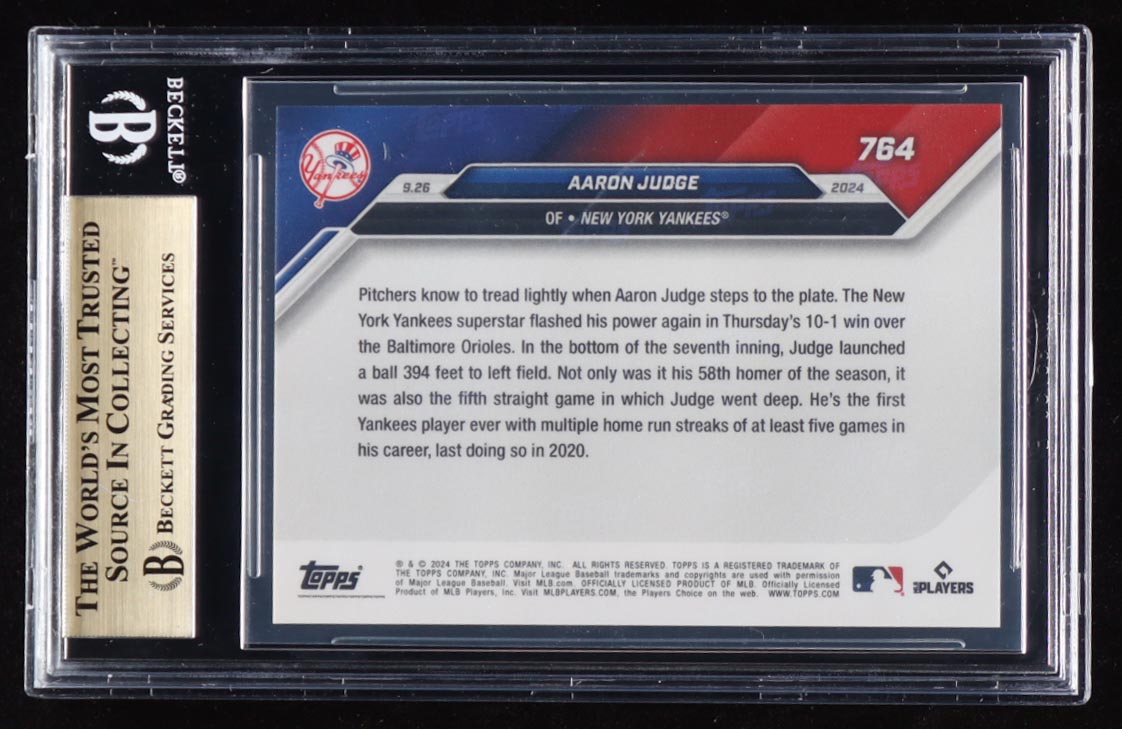 BECKETT®
B
THE WORLD'S MOST TRUSTED
SOURCE IN COLLECTING™
B BECKETT GRADING SERVICES
Yankees
764
9.26
AARON JUDGE
2024
OF • NEW YORK YANKEES®
Pitchers know to tread lightly when Aaron Judge steps to the plate. The New
York Yankees superstar flashed his power again in Thursday's 10-1 win over
the Baltimore Orioles. In the bottom of the seventh inning, Judge launched
a ball 394 feet to left field. Not only was it his 58th homer of the season, it
was also the fifth straight game in which Judge went deep. He's the first
Yankees player ever with multiple home run streaks of at least five games in
his career, last doing so in 2020.
Topps®
® & © 2024 THE TOPPS COMPANY, INC. ALL RIGHTS RESERVED. TOPPS IS A REGISTERED TRADEMARK OF
THE TOPPS COMPANY, INC. Major League Baseball trademarks and copyrights are used with permission
of Major League Baseball. Visit MLB.com. OFFICIALLY LICENSED PRODUCT OF MLB. Officially Licensed
Product of MLB Players, Inc. Visit MLBPLAYERS.COM, the Players Choice on the web. WWW.TOPPS.COM
MLB PLAYERS